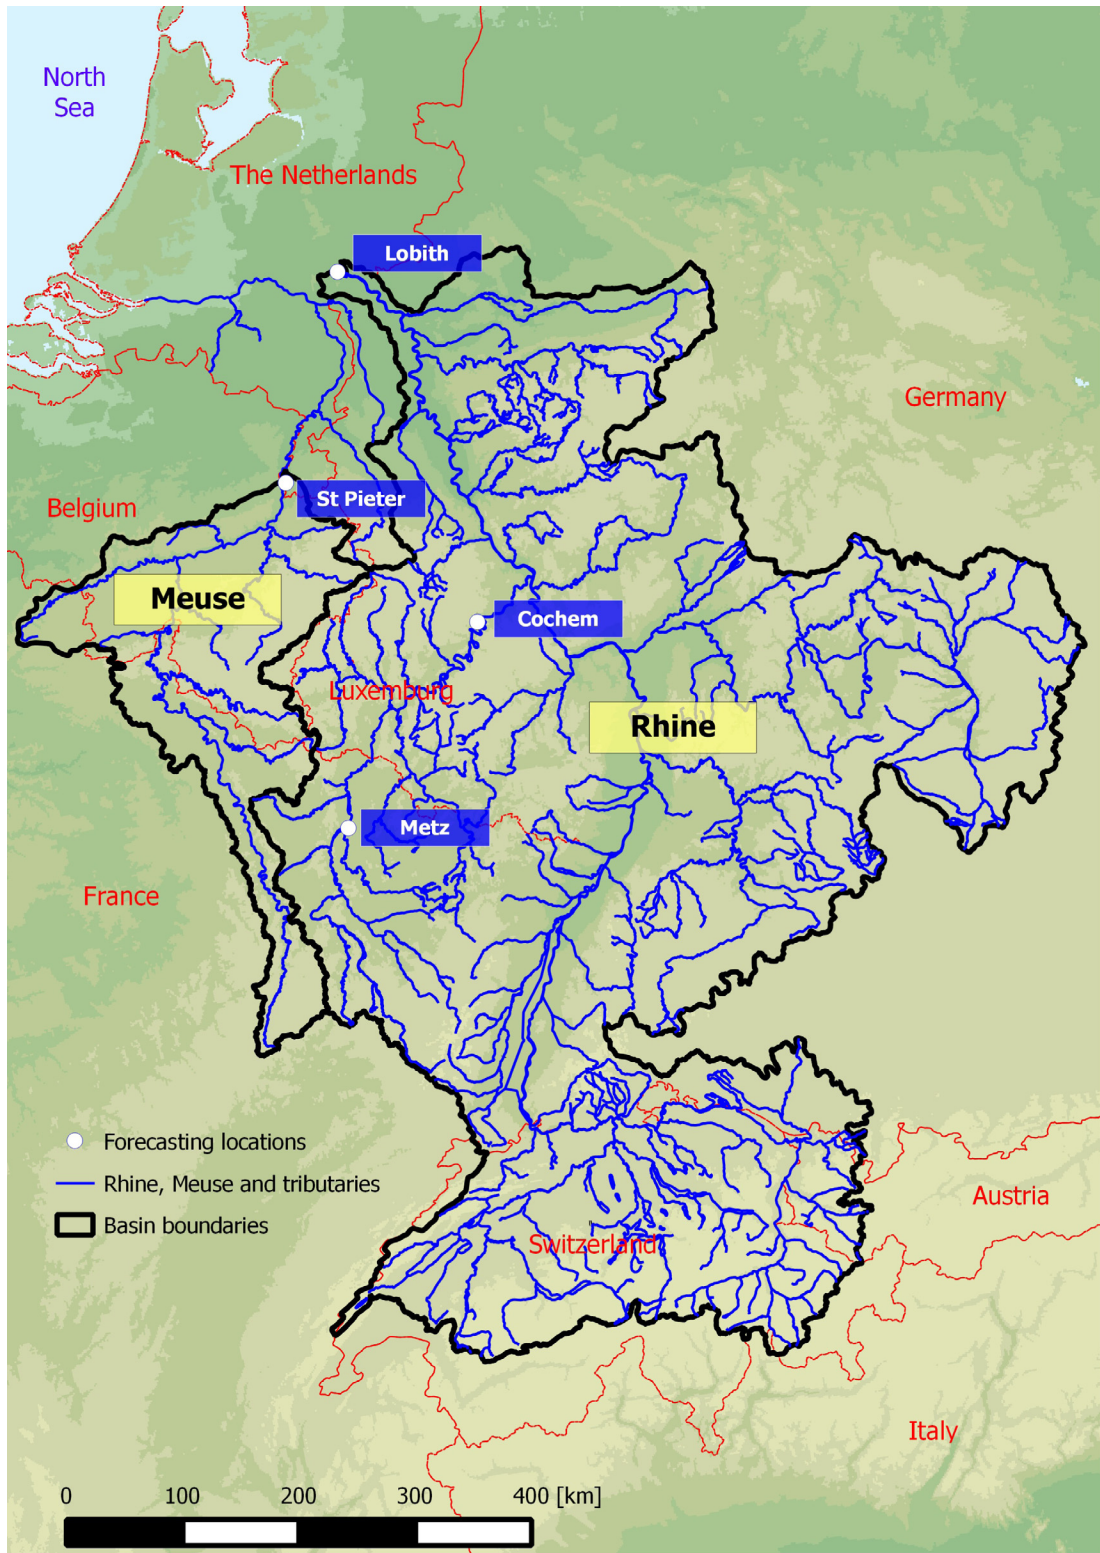 North
Sea
The Netherlands
Lobith
Germany
Belgium
St Pieter
Meuse
Cochem
Luxemburg
Rhine
Metz
France
Forecasting locations
Rhine, Meuse and tributaries
Basin boundaries
Austria
Switzerland
Italy
0 100 200 300 400 [km]